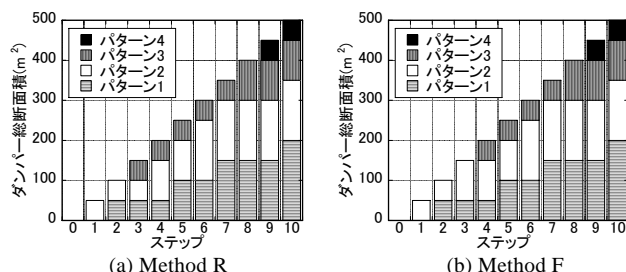 500
400
300
200
100
0
ダンパー総断面積(m²)
パターン4
パターン3
パターン2
パターン1
0 1 2 3 4 5 6 7 8 9 10
ステップ
(a) Method R
500
400
300
200
100
0
ダンパー総断面積(m²)
パターン4
パターン3
パターン2
パターン1
0 1 2 3 4 5 6 7 8 9 10
ステップ
(b) Method F